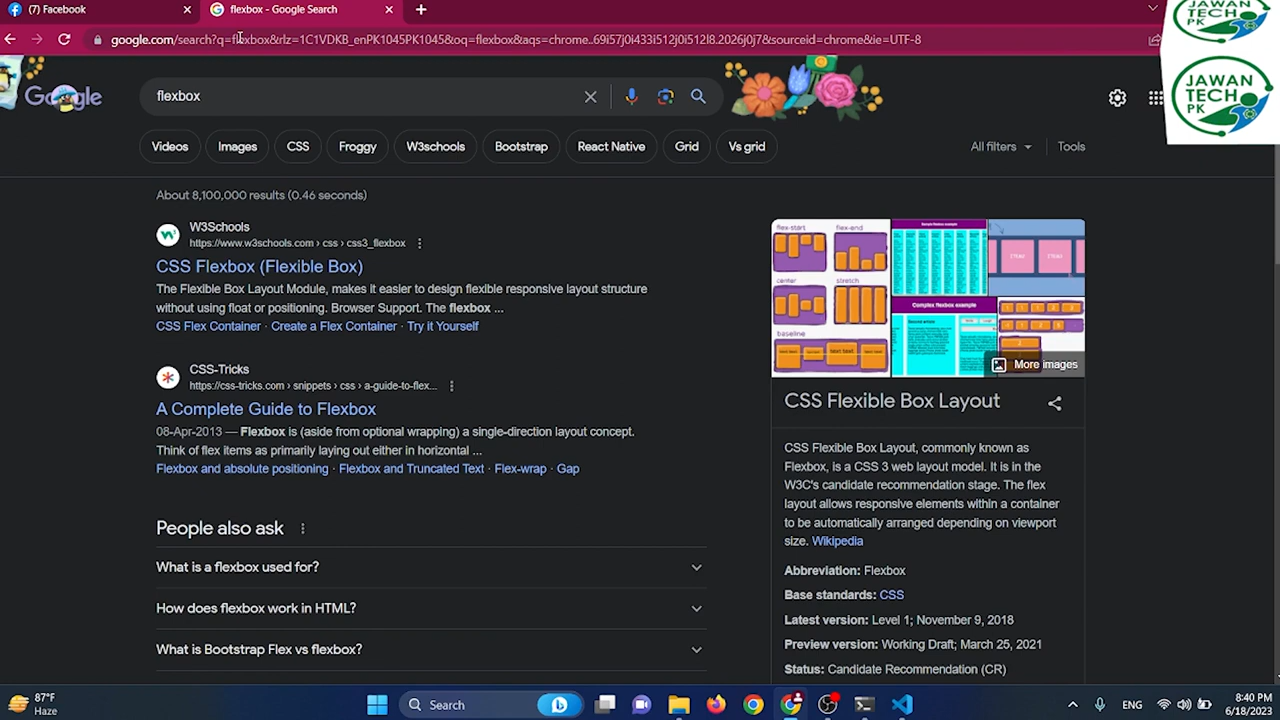 (7) Facebook
flexbox - Google Search
google.com/search?q=flexbox&rlz=1C1VDKB_enPK1045PK1045&oq=flex
chrome..69i57j0i433i512j0i512l8.2026j0j7&sourceid=chrome&ie=UTF-8
JAWAN
TECH
PK
JAWAN
TECH
PK
Google
flexbox
Videos
Images
CSS
Froggy
W3schools
Bootstrap
React Native
Grid
Vs grid
All filters
Tools
About 8,100,000 results (0.46 seconds)
W3Schools
https://www.w3schools.com › css › css3_flexbox
CSS Flexbox (Flexible Box)
The Flexible Box Layout Module, makes it easier to design flexible responsive layout structure
without using float or positioning. Browser Support. The flexbox ...
CSS Flex Container · Create a Flex Container · Try it Yourself
CSS-Tricks
https://css-tricks.com › snippets › css › a-guide-to-flex...
A Complete Guide to Flexbox
08-Apr-2013 — Flexbox is (aside from optional wrapping) a single-direction layout concept.
Think of flex items as primarily laying out either in horizontal ...
Flexbox and absolute positioning · Flexbox and Truncated Text · Flex-wrap · Gap
People also ask
What is a flexbox used for?
How does flexbox work in HTML?
What is Bootstrap Flex vs flexbox?
flex-start
flex-end
center
stretch
baseline
Complex flexbox example
More images
CSS Flexible Box Layout
CSS Flexible Box Layout, commonly known as
Flexbox, is a CSS 3 web layout model. It is in the
W3C's candidate recommendation stage. The flex
layout allows responsive elements within a container
to be automatically arranged depending on viewport
size. Wikipedia
Abbreviation: Flexbox
Base standards: CSS
Latest version: Level 1; November 9, 2018
Preview version: Working Draft; March 25, 2021
Status: Candidate Recommendation (CR)
87°F
Haze
Search
ENG
8:40 PM
6/18/2023